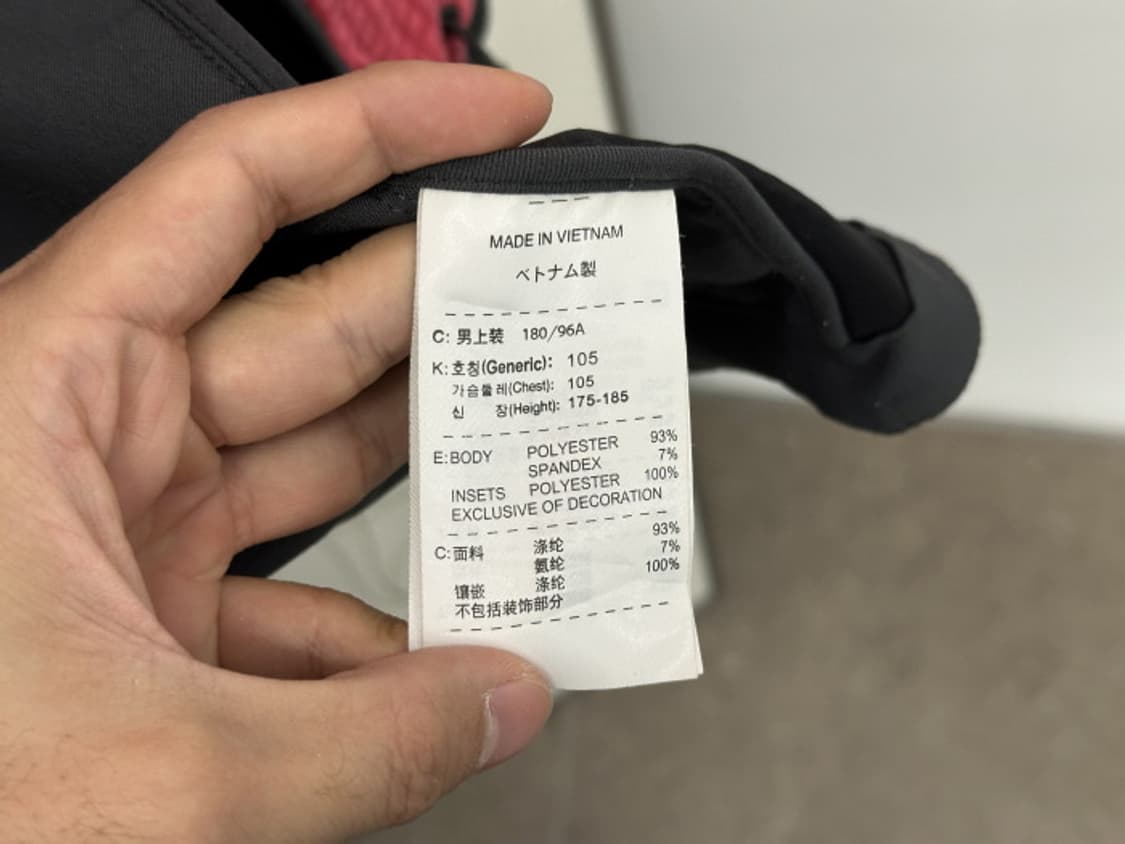 MADE IN VIETNAM
ベトナム製
C: 男上装 180/96A
K: 호칭(Generic): 105
가슴둘레(Chest): 105
신 장(Height): 175-185
E: BODY POLYESTER 93%
SPANDEX 7%
INSETS POLYESTER 100%
EXCLUSIVE OF DECORATION
C: 面料 涤纶 93%
氨纶 7%
镶嵌 涤纶 100%
不包括装饰部分